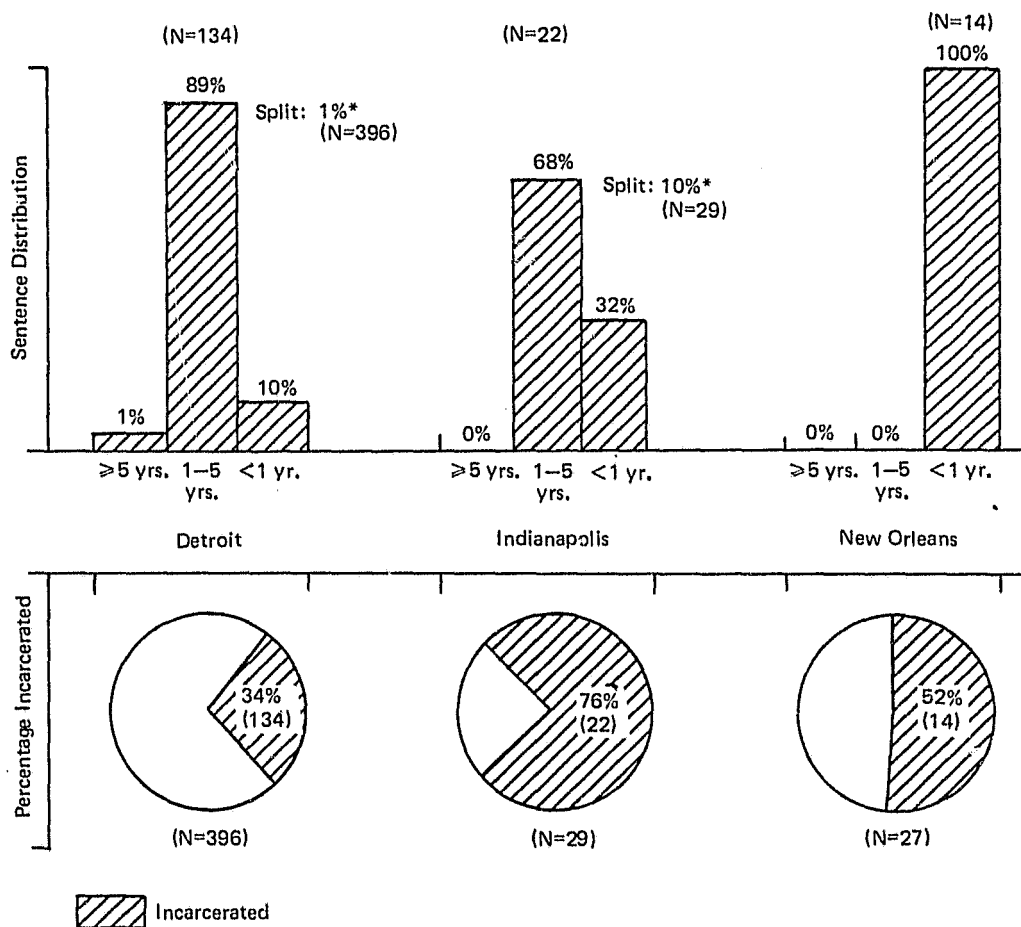 (N=134)
(N=22)
(N=14)
89%
Split: 1%*
(N=396)
1%
10%
68%
Split: 10%*
(N=29)
0%
32%
100%
0%
0%
Sentence Distribution
≥5 yrs. 1–5 yrs. <1 yr.
≥5 yrs. 1–5 yrs. <1 yr.
≥5 yrs. 1–5 yrs. <1 yr.
Detroit
Indianapolis
New Orleans
Percentage Incarcerated
34%
(134)
76%
(22)
52%
(14)
(N=396)
(N=29)
(N=27)
Incarcerated